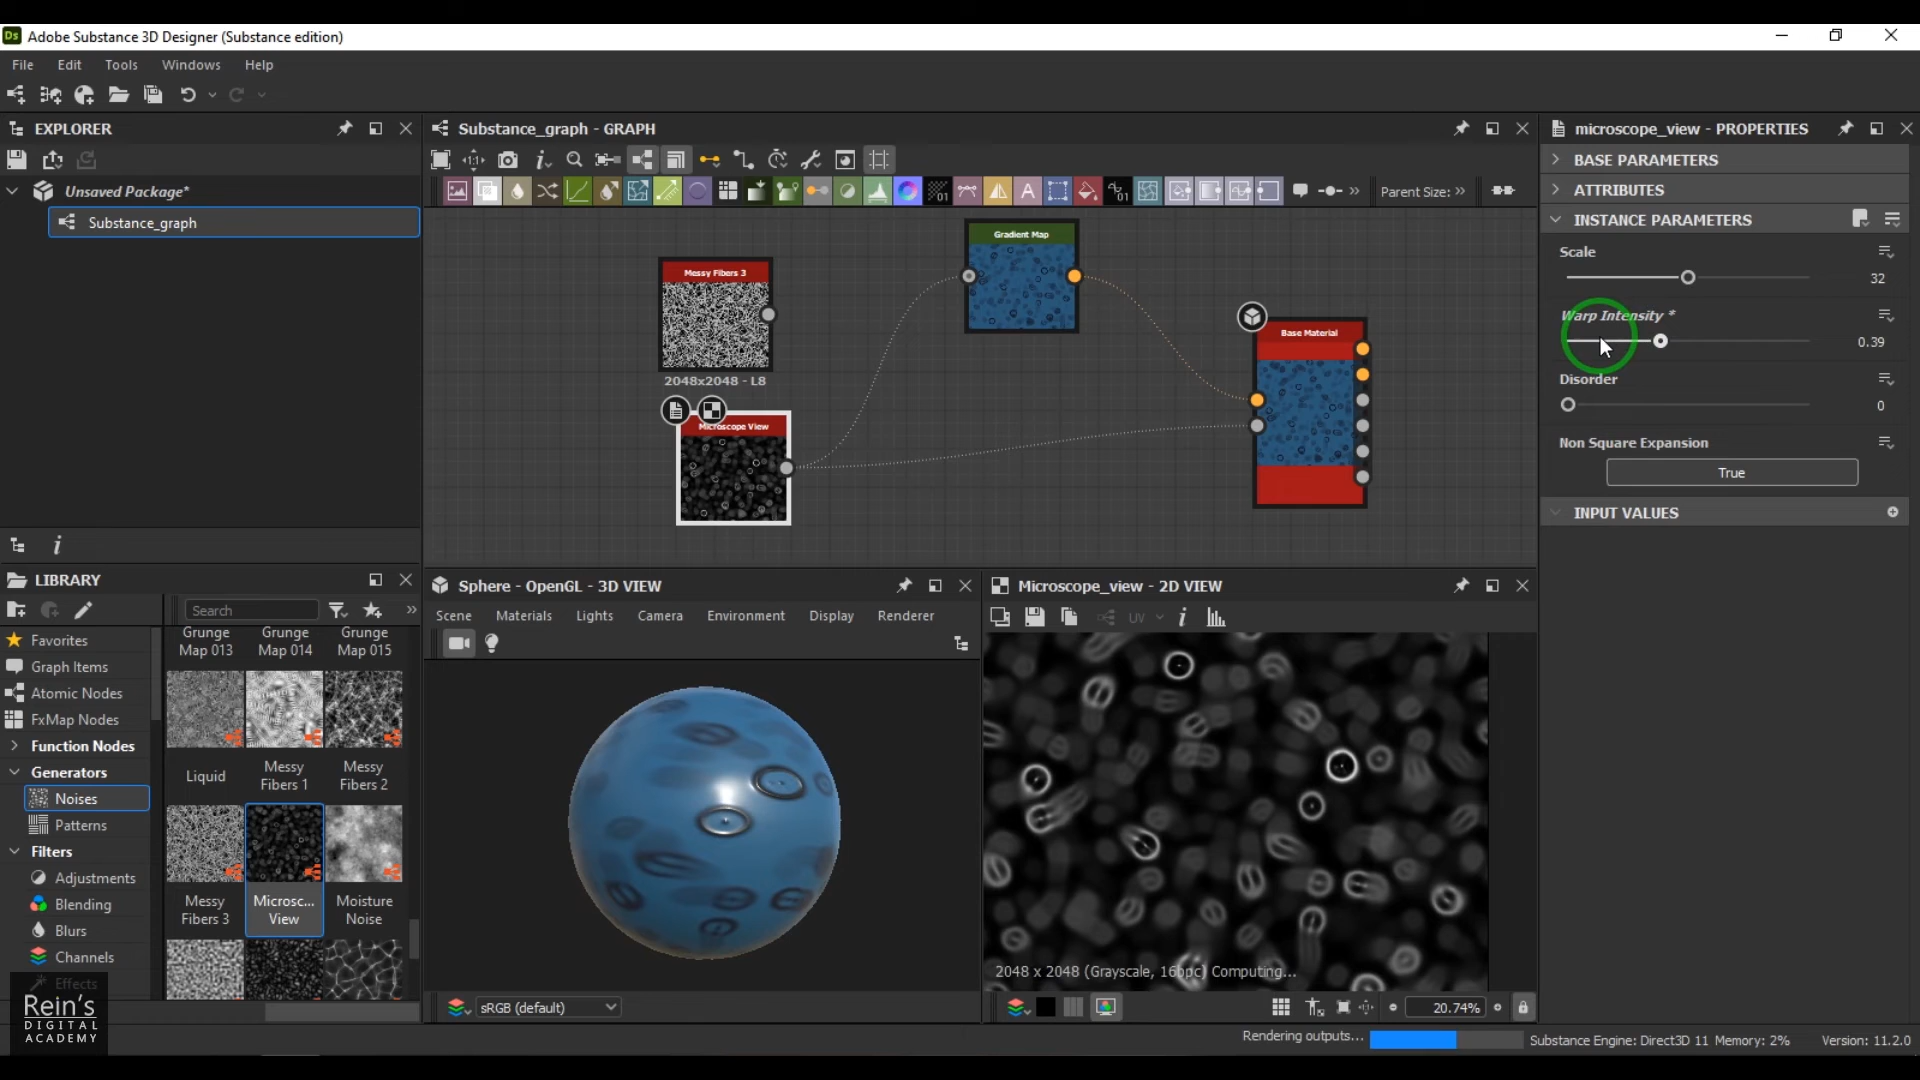 Ds Adobe Substance 3D Designer (Substance edition)
File Edit Tools Windows Help
EXPLORER
Unsaved Package*
Substance_graph
LIBRARY
Search
Favorites
Graph Items
Atomic Nodes
FxMap Nodes
Function Nodes
Generators
Noises
Patterns
Filters
Adjustments
Blending
Blurs
Channels
Effects
Grunge Map 013
Grunge Map 014
Grunge Map 015
Liquid
Messy Fibers 1
Messy Fibers 2
Messy Fibers 3
Microsc... View
Moisture Noise
Rein's
DIGITAL
ACADEMY
Substance_graph - GRAPH
Parent Size:
Messy Fibers 3
2048x2048 - L8
Microscope View
Gradient Map
Base Material
Sphere - OpenGL - 3D VIEW
Scene Materials Lights Camera Environment Display Renderer
sRGB (default)
Microscope_view - 2D VIEW
UV
2048 x 2048 (Grayscale, 16bpc) Computing...
20.74%
microscope_view - PROPERTIES
BASE PARAMETERS
ATTRIBUTES
INSTANCE PARAMETERS
Scale
32
Warp Intensity *
0.39
Disorder
0
Non Square Expansion
True
INPUT VALUES
Rendering outputs...
Substance Engine: Direct3D 11 Memory: 2%
Version: 11.2.0